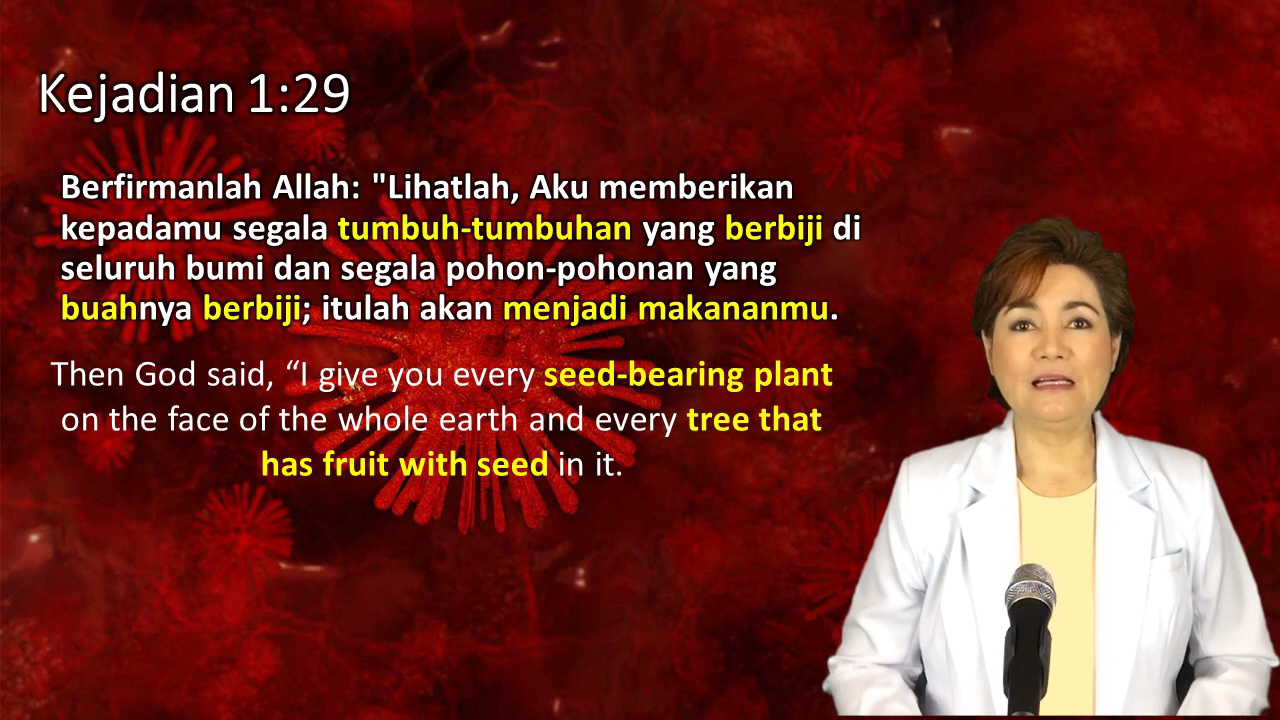 Kejadian 1:29
Berfirmanlah Allah: "Lihatlah, Aku memberikan
kepadamu segala tumbuh-tumbuhan yang berbiji di
seluruh bumi dan segala pohon-pohonan yang
buahnya berbiji; itulah akan menjadi makananmu.
Then God said, “I give you every seed-bearing plant
on the face of the whole earth and every tree that
has fruit with seed in it.